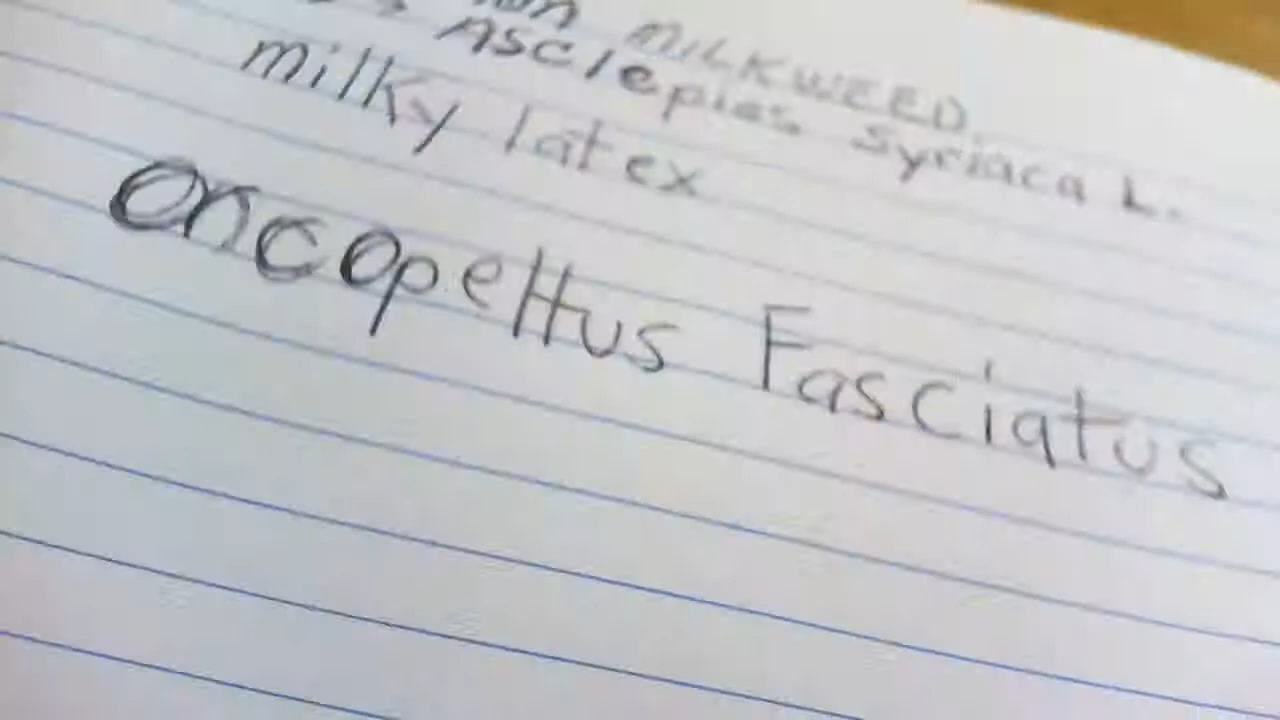 MILKWEED
Asclepias Syriaca L.
milky latex
oncopeltus Fasciatus